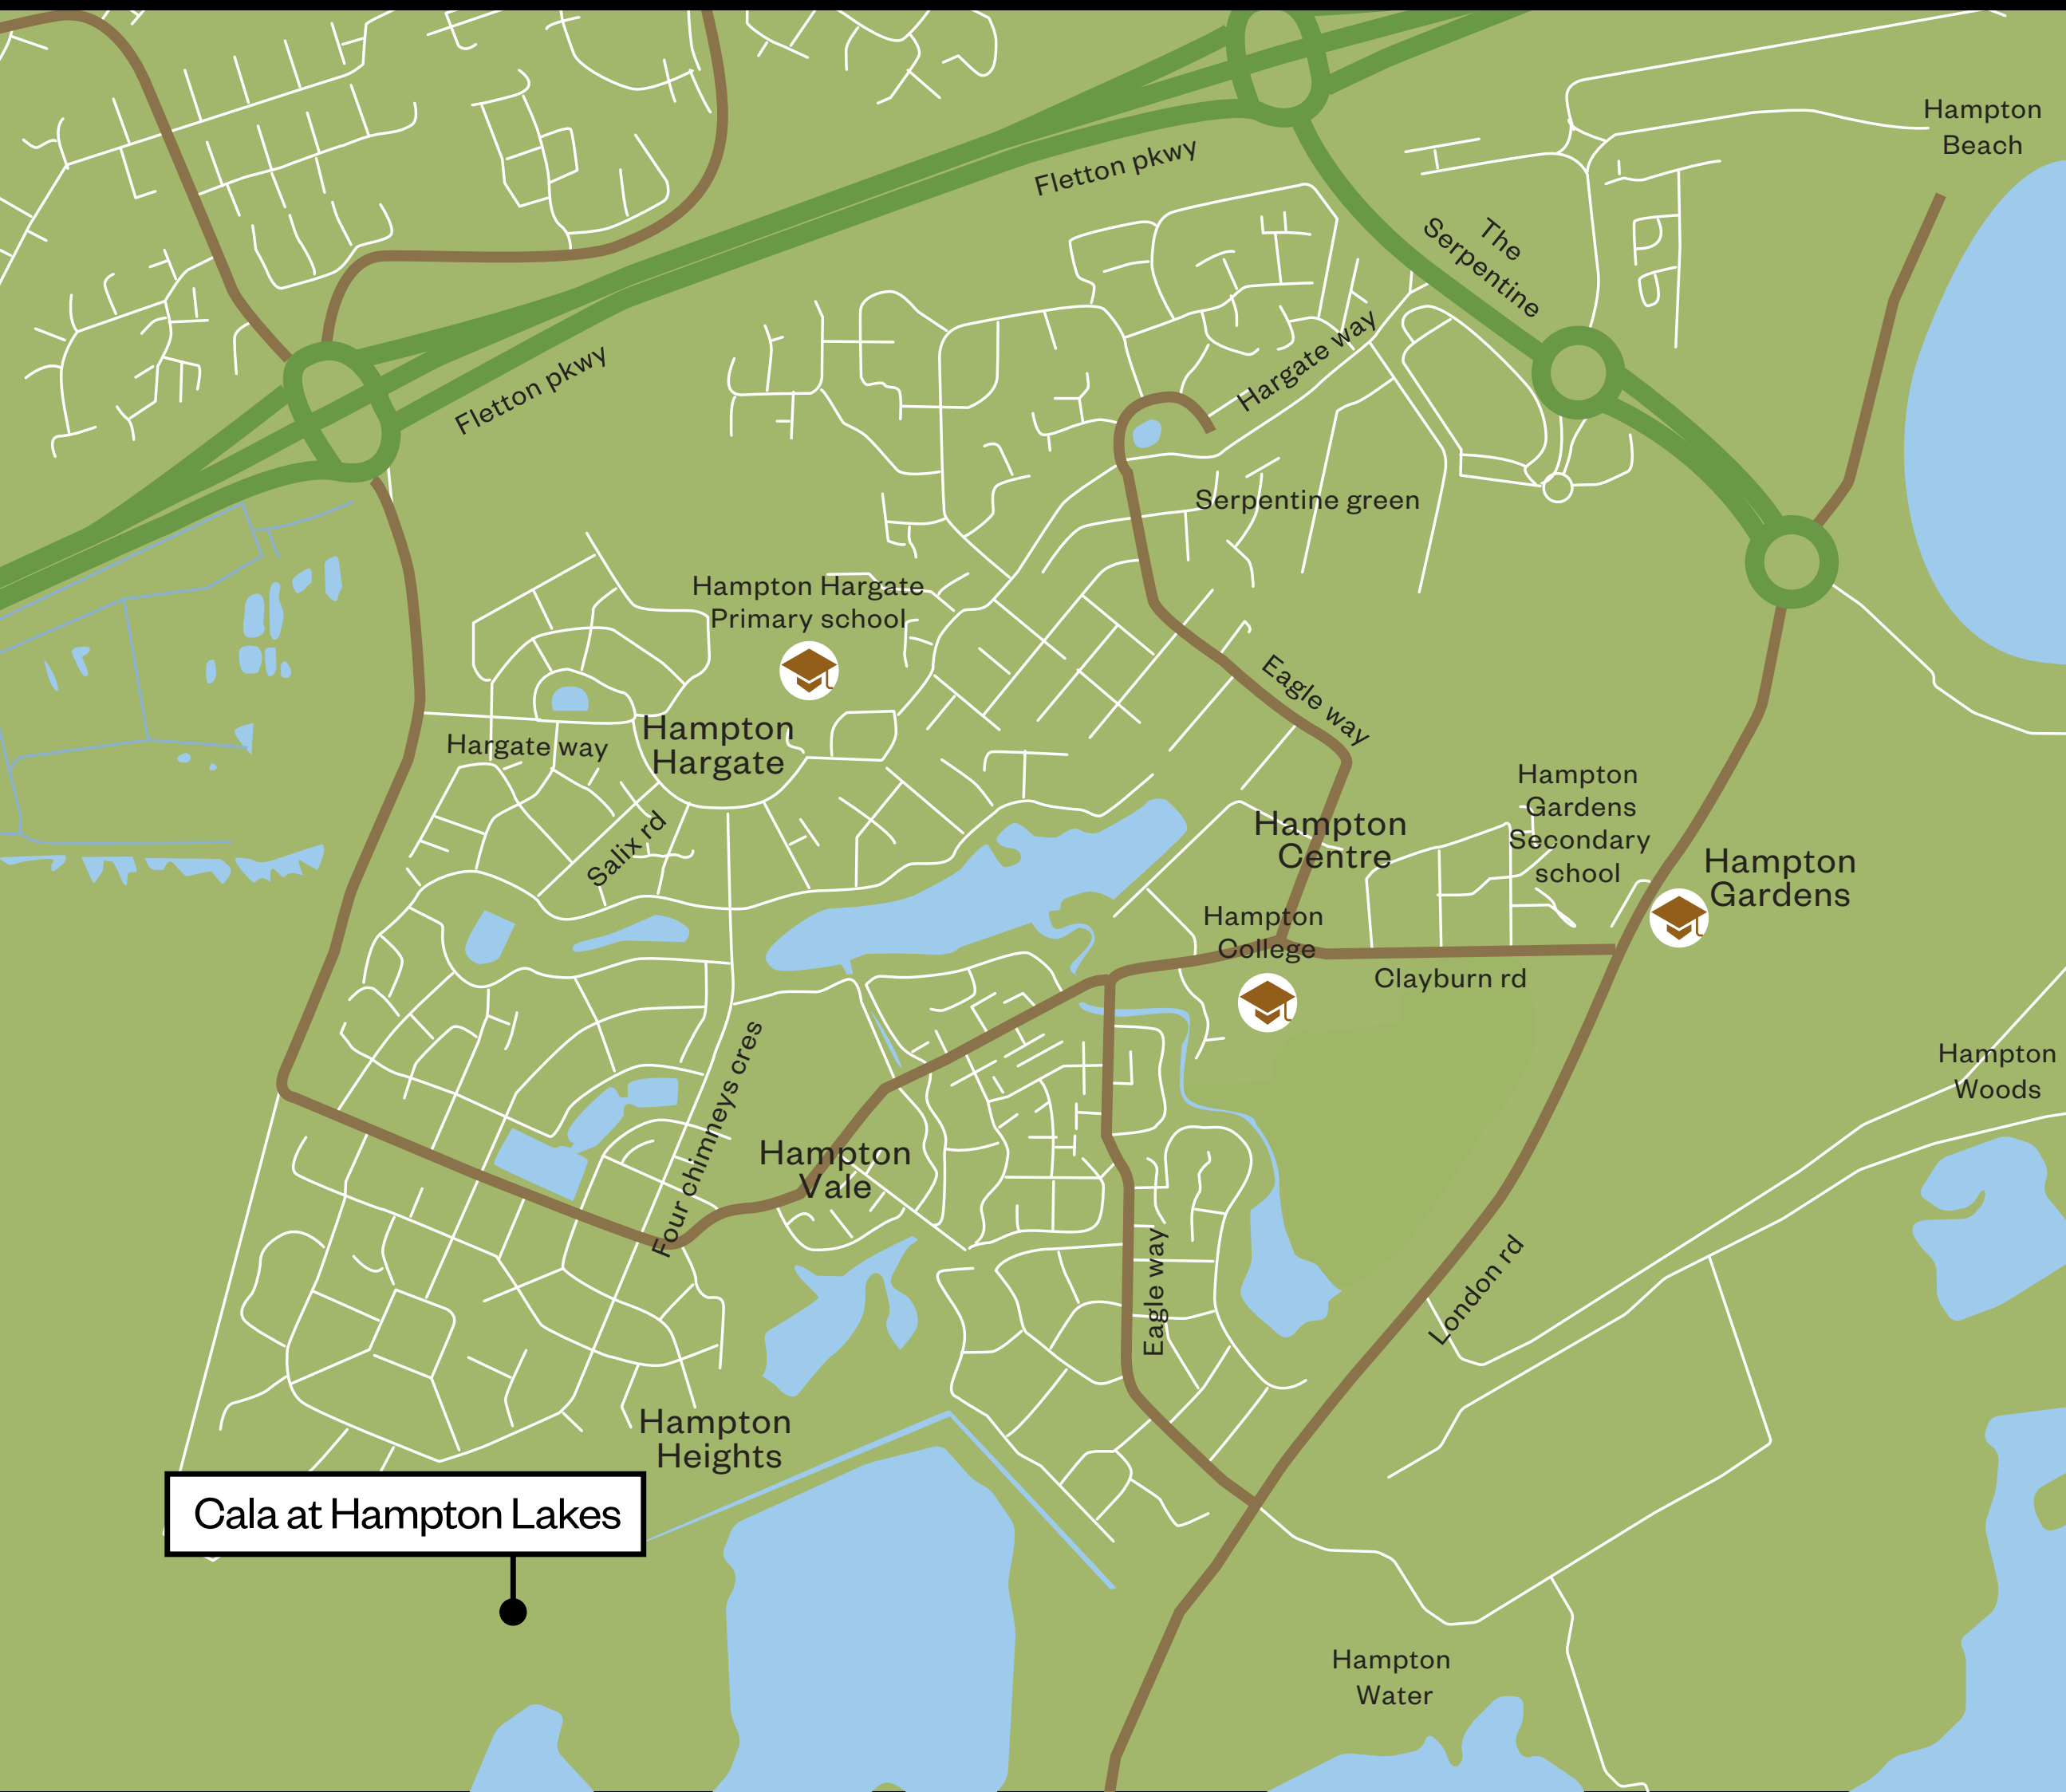 Hampton
Beach
Fletton pkwy
The
Serpentine
Hargate way
Fletton pkwy
Serpentine green
Hampton Hargate
Primary school
Eagle way
Hampton
Hargate
Hargate way
Salix rd
Hampton
Centre
Hampton
Gardens
Secondary
school
Hampton
Gardens
Hampton
College
Clayburn rd
Hampton
Woods
Four chimneys cres
Hampton
Vale
Eagle way
London rd
Hampton
Heights
Cala at Hampton Lakes
Hampton
Water